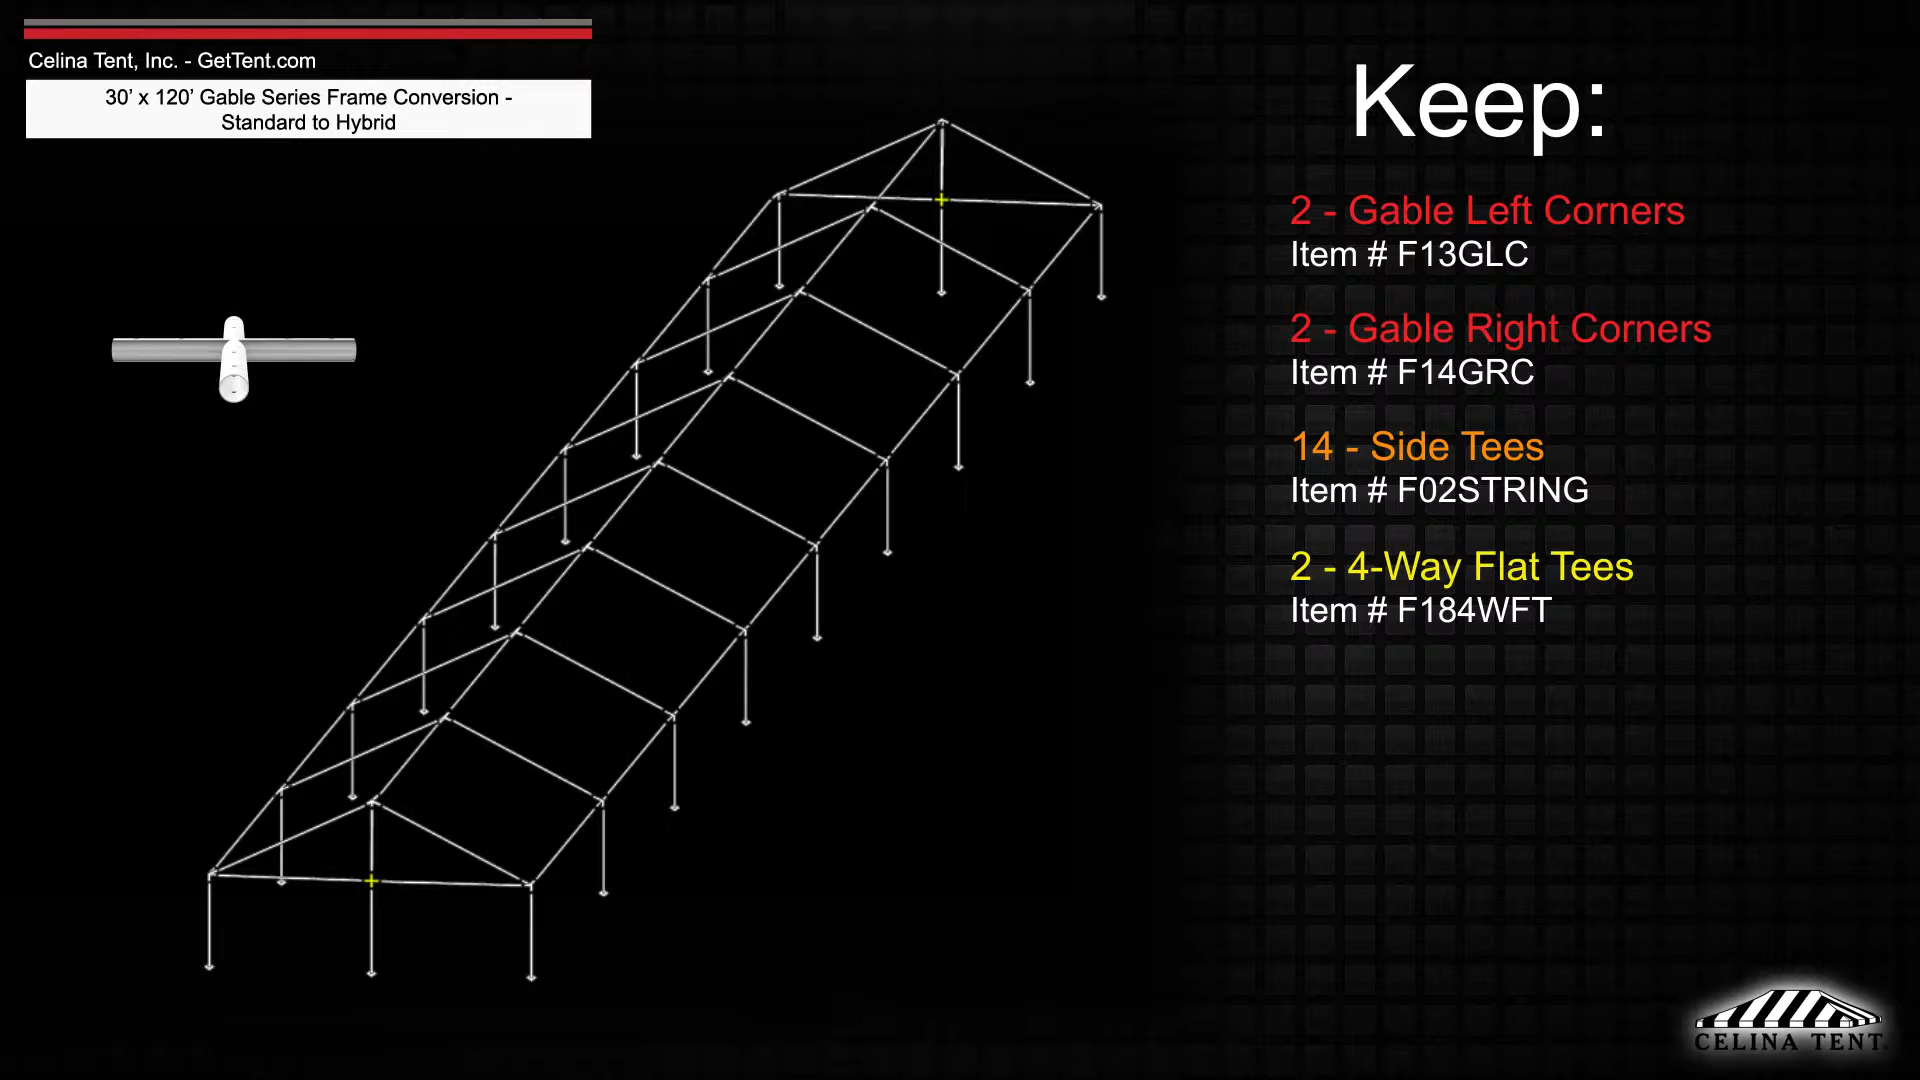 Celina Tent, Inc. - GetTent.com
30’ x 120’ Gable Series Frame Conversion -
Standard to Hybrid
Keep:
2 - Gable Left Corners
Item # F13GLC
2 - Gable Right Corners
Item # F14GRC
14 - Side Tees
Item # F02STRING
2 - 4-Way Flat Tees
Item # F184WFT
CELINA TENT